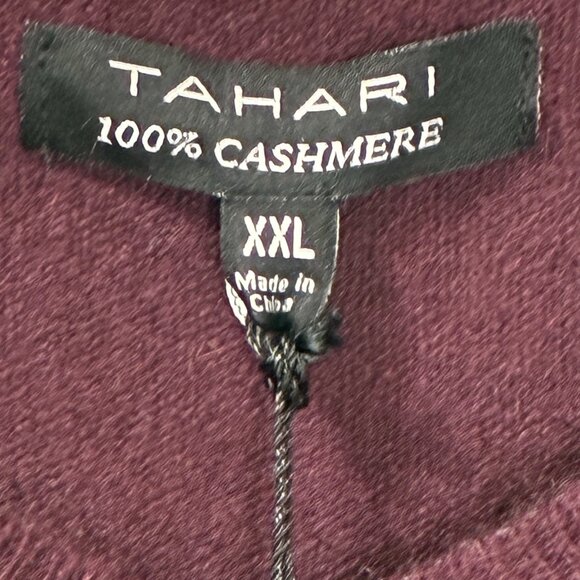 TAHARI
100% CASHMERE
XXL
Made in
China